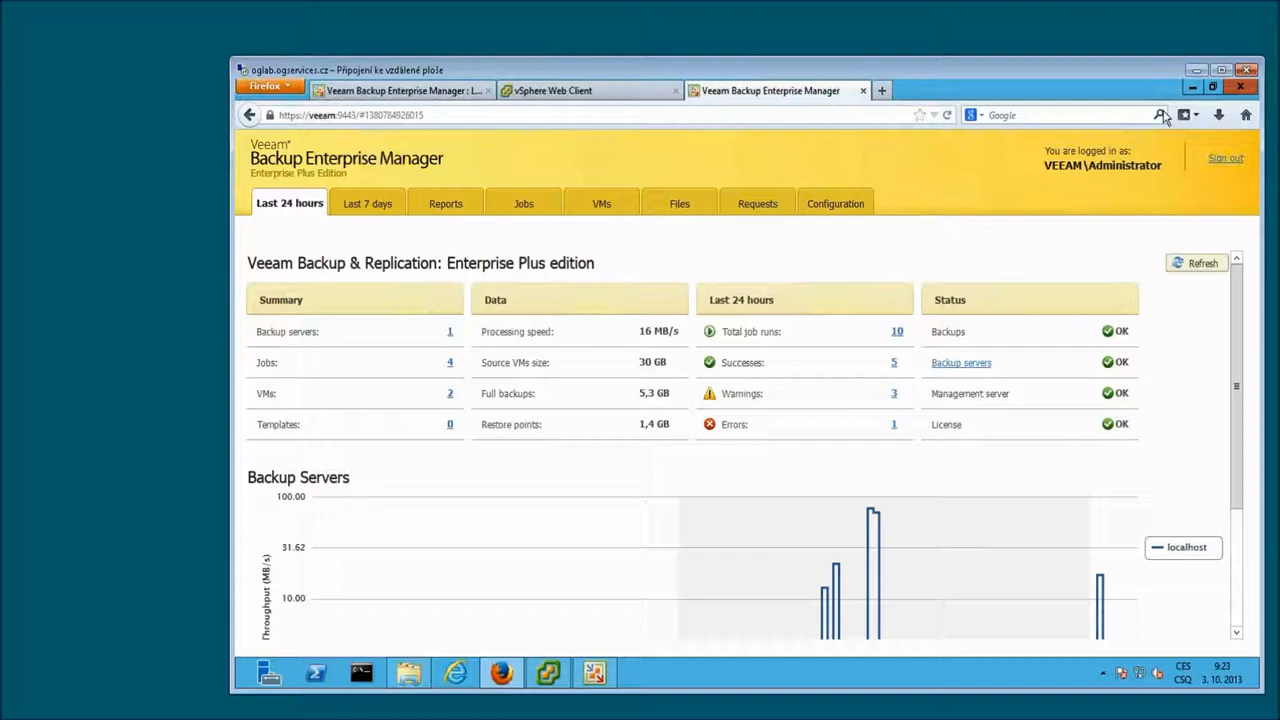 oglab.ogservices.cz – Připojení ke vzdálené ploše
Firefox
Veeam Backup Enterprise Manager : L...
vSphere Web Client
Veeam Backup Enterprise Manager
https://veeam:9443/#1380784926015
Google
Veeam®
Backup Enterprise Manager
Enterprise Plus Edition
You are logged in as:
VEEAM\Administrator
Sign out
Last 24 hours
Last 7 days
Reports
Jobs
VMs
Files
Requests
Configuration
Veeam Backup & Replication: Enterprise Plus edition
Refresh
Summary
Data
Last 24 hours
Status
Backup servers: 1
Processing speed: 16 MB/s
Total job runs: 10
Backups OK
Jobs: 4
Source VMs size: 30 GB
Successes: 5
Backup servers OK
VMs: 2
Full backups: 5,3 GB
Warnings: 3
Management server OK
Templates: 0
Restore points: 1,4 GB
Errors: 1
License OK
Backup Servers
100.00
31.62
10.00
Throughput (MB/s)
localhost
CES
CSQ
9:23
3. 10. 2013